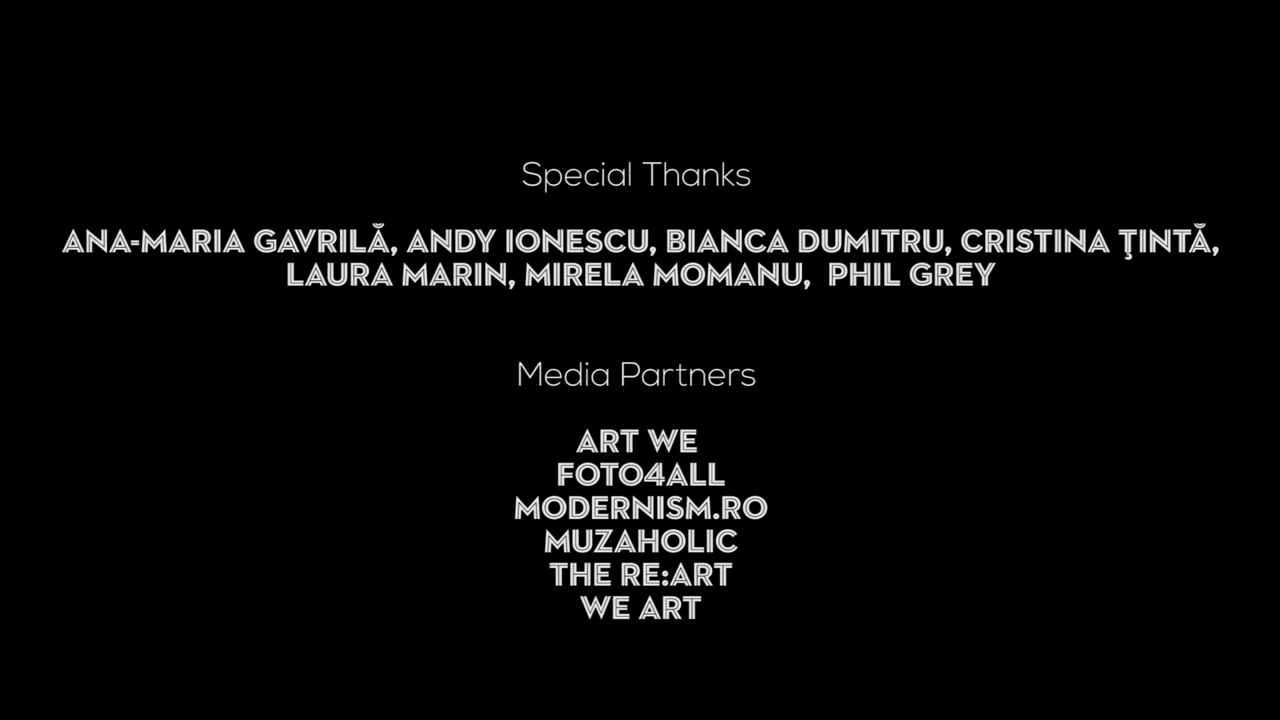 Special Thanks
ANA-MARIA GAVRILĂ, ANDY IONESCU, BIANCA DUMITRU, CRISTINA ŢINTĂ,
LAURA MARIN, MIRELA MOMANU, PHIL GREY
Media Partners
ART WE
FOTO4ALL
MODERNISM.RO
MUZAHOLIC
THE RE:ART
WE ART